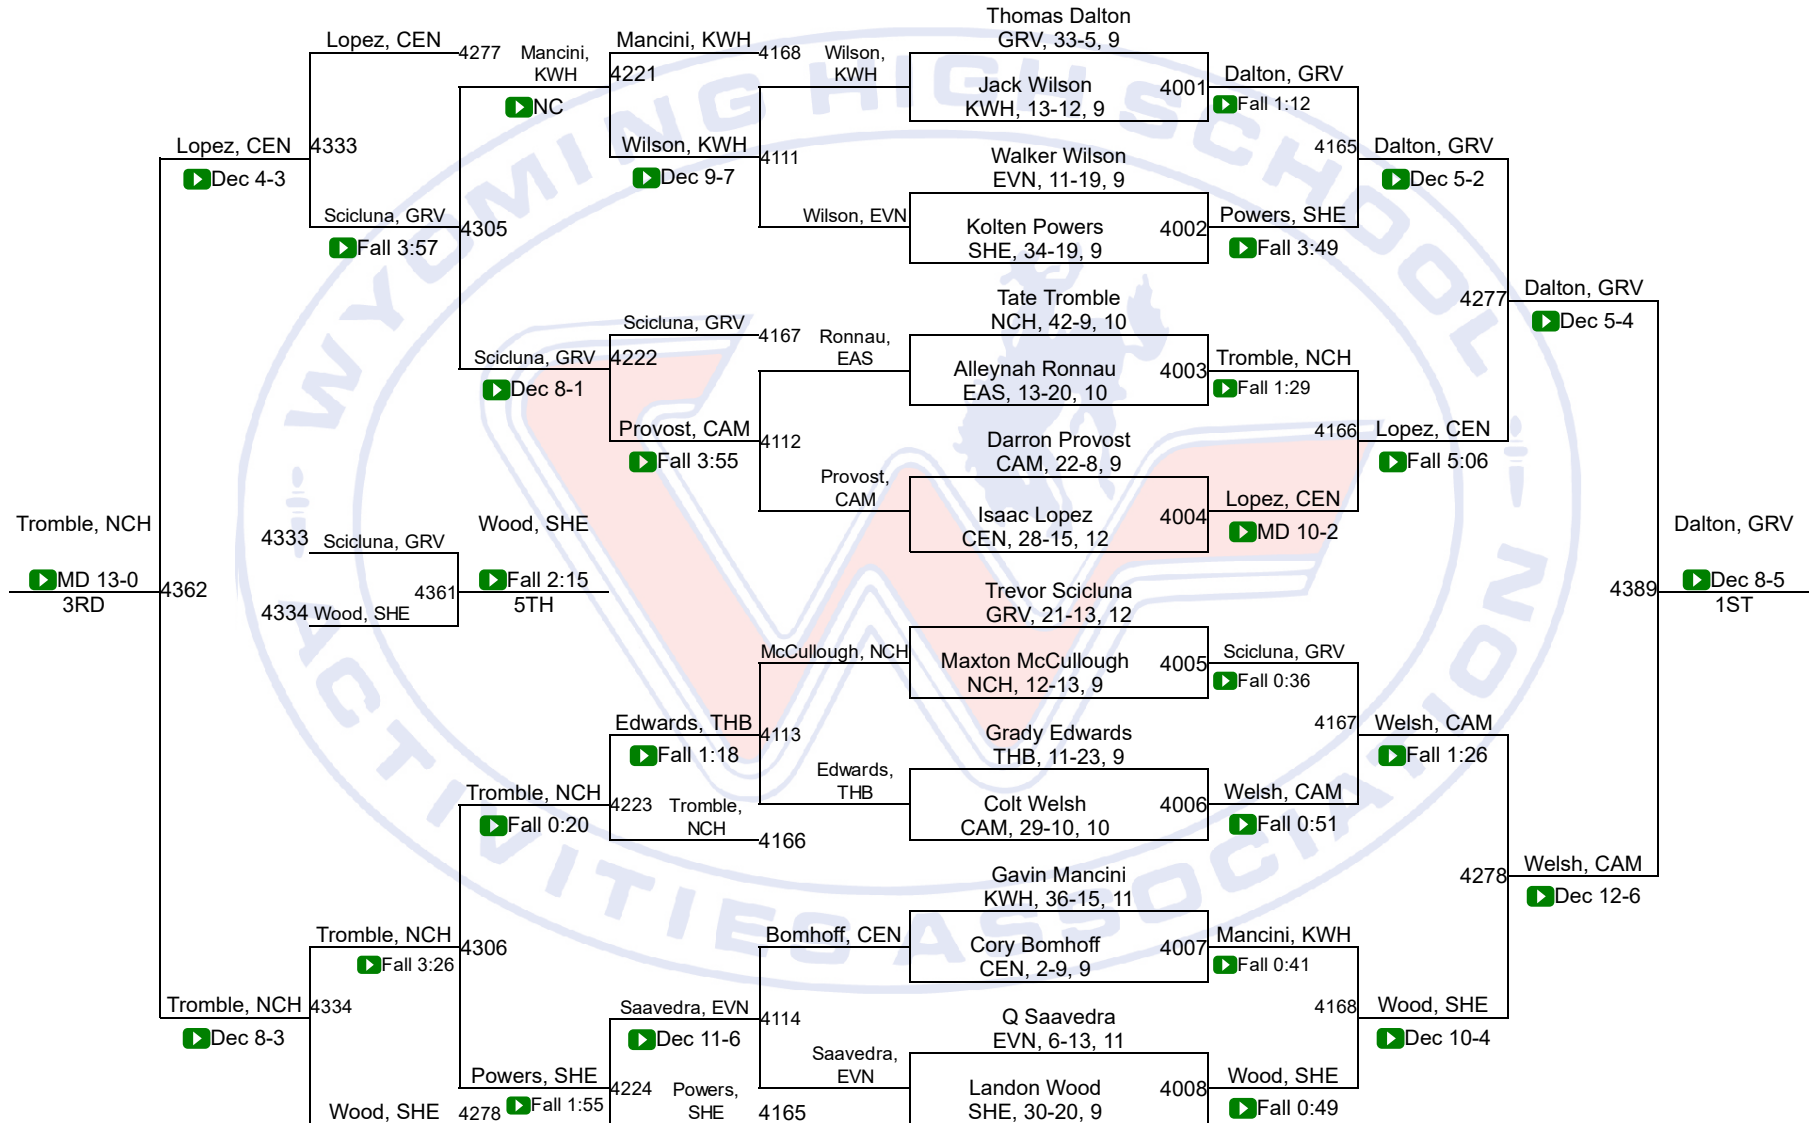 Thomas Dalton
GRV, 33-5, 9
Lopez, CEN
4277
Mancini,
KWH
Mancini, KWH
4168
Wilson,
KWH
4221
Jack Wilson
KWH, 13-12, 9
4001
Dalton, GRV
Fall 1:12
NC
Lopez, CEN
4333
Dec 4-3
Wilson, KWH
4111
Dec 9-7
Walker Wilson
EVN, 11-19, 9
4165
Dalton, GRV
Dec 5-2
Scicluna, GRV
4305
Fall 3:57
Wilson, EVN
Kolten Powers
SHE, 34-19, 9
4002
Powers, SHE
Fall 3:49
Tate Tromble
NCH, 42-9, 10
4277
Dalton, GRV
Dec 5-4
Scicluna, GRV
4167
Ronnau,
EAS
Scicluna, GRV
4222
Dec 8-1
Alleynah Ronnau
EAS, 13-20, 10
4003
Tromble, NCH
Fall 1:29
Provost, CAM
4112
Fall 3:55
Darron Provost
CAM, 22-8, 9
4166
Lopez, CEN
Fall 5:06
Provost,
CAM
Isaac Lopez
CEN, 28-15, 12
4004
Lopez, CEN
MD 10-2
Tromble, NCH
MD 13-0
3RD
4362
4333
Scicluna, GRV
4334
Wood, SHE
4361
Wood, SHE
Fall 2:15
5TH
Dalton, GRV
4389
Dec 8-5
1ST
Trevor Scicluna
GRV, 21-13, 12
McCullough, NCH
Maxton McCullough
NCH, 12-13, 9
4005
Scicluna, GRV
Fall 0:36
Edwards, THB
4113
Fall 1:18
Grady Edwards
THB, 11-23, 9
4167
Welsh, CAM
Fall 1:26
Edwards,
THB
Tromble, NCH
4223
Fall 0:20
Tromble,
NCH
4166
Colt Welsh
CAM, 29-10, 10
4006
Welsh, CAM
Fall 0:51
Gavin Mancini
KWH, 36-15, 11
4278
Welsh, CAM
Dec 12-6
Tromble, NCH
4306
Fall 3:26
Bomhoff, CEN
Cory Bomhoff
CEN, 2-9, 9
4007
Mancini, KWH
Fall 0:41
Tromble, NCH
4334
Dec 8-3
Saavedra, EVN
4114
Dec 11-6
Q Saavedra
EVN, 6-13, 11
4168
Wood, SHE
Dec 10-4
Saavedra,
EVN
Powers, SHE
4224
Fall 1:55
Powers,
SHE
4165
Landon Wood
SHE, 30-20, 9
4008
Wood, SHE
Fall 0:49
Wood, SHE
4278
WYOMING HIGH SCHOOL
ACTIVITIES ASSOCIATION